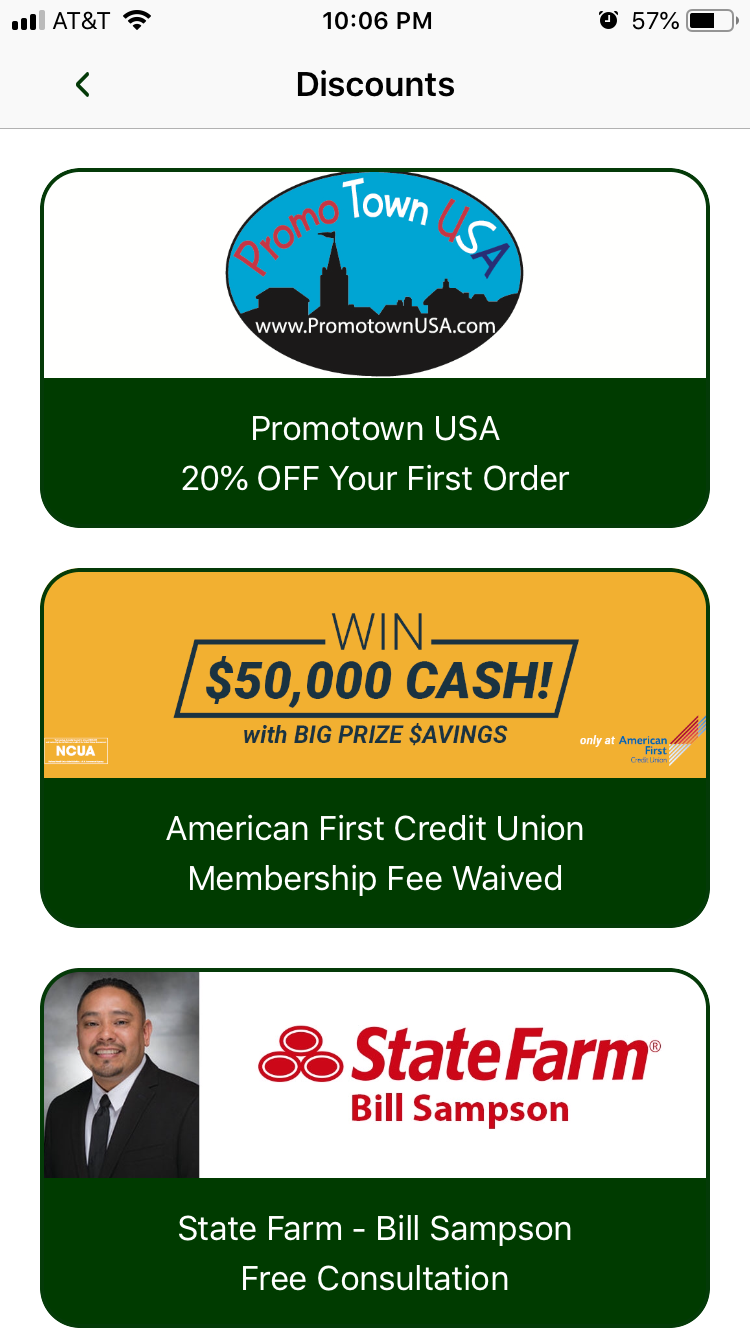 AT&T 10:06 PM 57%
Discounts
Promo Town USA
www.PromotownUSA.com
Promotown USA
20% OFF Your First Order
WIN
$50,000 CASH!
with BIG PRIZE $AVINGS
NCUA
only at American
First
Credit Union
American First Credit Union
Membership Fee Waived
StateFarm®
Bill Sampson
State Farm - Bill Sampson
Free Consultation